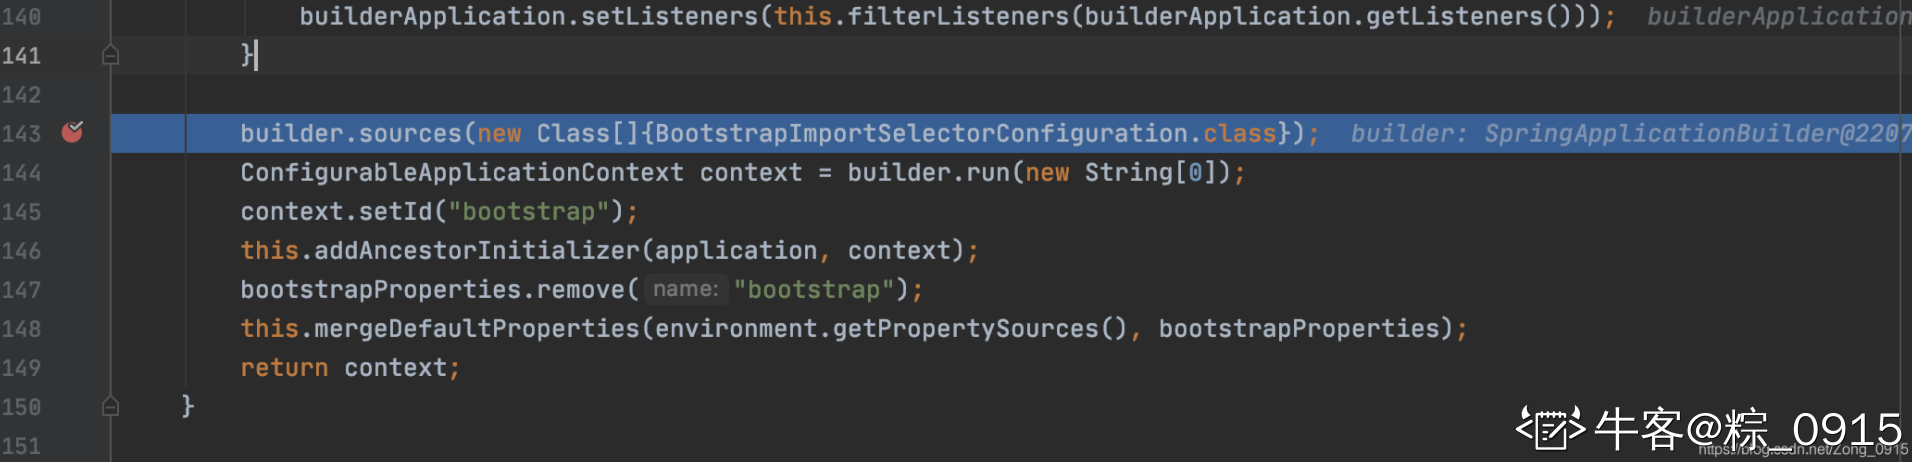 140 builderApplication.setListeners(this.filterListeners(builderApplication.getListeners())); builderApplication
141 }
142
143 builder.sources(new Class[]{BootstrapImportSelectorConfiguration.class}); builder: SpringApplicationBuilder@2207
144 ConfigurableApplicationContext context = builder.run(new String[0]);
145 context.setId("bootstrap");
146 this.addAncestorInitializer(application, context);
147 bootstrapProperties.remove( name: "bootstrap");
148 this.mergeDefaultProperties(environment.getPropertySources(), bootstrapProperties);
149 return context;
150 }
151
牛客@粽_0915
https://blog.csdn.net/Zong_0915